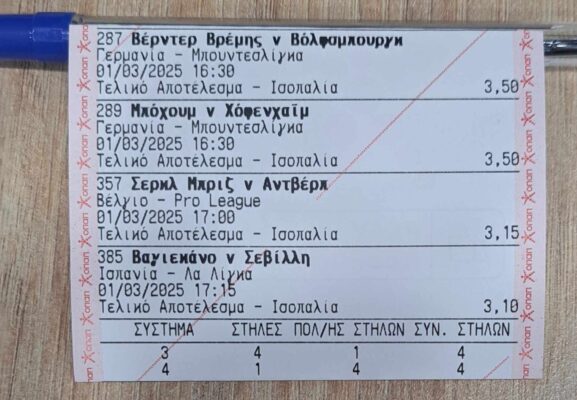 287 Βέρντερ Βρέμης v Βόλφσμπουργκ
Γερμανία - Μπουντεσλίγκα
01/03/2025 16:30
Τελικό Αποτέλεσμα - Ισοπαλία 3,50
289 Μπόχουμ v Χόφενχαϊμ
Γερμανία - Μπουντεσλίγκα
01/03/2025 16:30
Τελικό Αποτέλεσμα - Ισοπαλία 3,50
357 Σερκλ Μπριζ v Αντβέρπ
Βέλγιο - Pro League
01/03/2025 17:00
Τελικό Αποτέλεσμα - Ισοπαλία 3,15
385 Βαγιεκάνο v Σεβίλλη
Ισπανία - Λα Λίγκα
01/03/2025 17:15
Τελικό Αποτέλεσμα - Ισοπαλία 3,10
ΣΥΣΤΗΜΑ ΣΤΗΛΕΣ ΠΟΛ/ΗΣ ΣΤΗΛΩΝ ΣΥΝ. ΣΤΗΛΩΝ
3 4 1 4
4 1 4 4